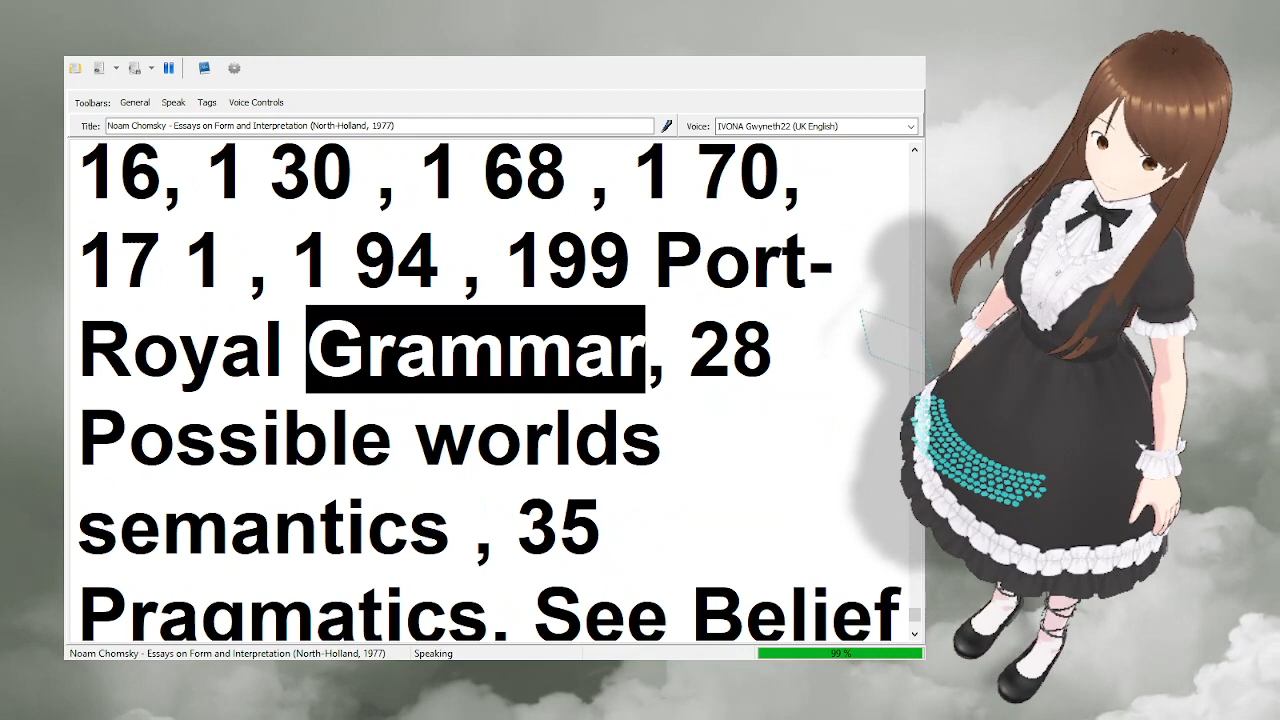 Toolbars: General Speak Tags Voice Controls
Title: Noam Chomsky - Essays on Form and Interpretation (North-Holland, 1977) Voice: IVONA Gwyneth22 (UK English)
16, 1 30 , 1 68 , 1 70,
17 1 , 1 94 , 199 Port-
Royal Grammar, 28
Possible worlds
semantics , 35
Pragmatics. See Belief
Noam Chomsky - Essays on Form and Interpretation (North-Holland, 1977) Speaking 99 %